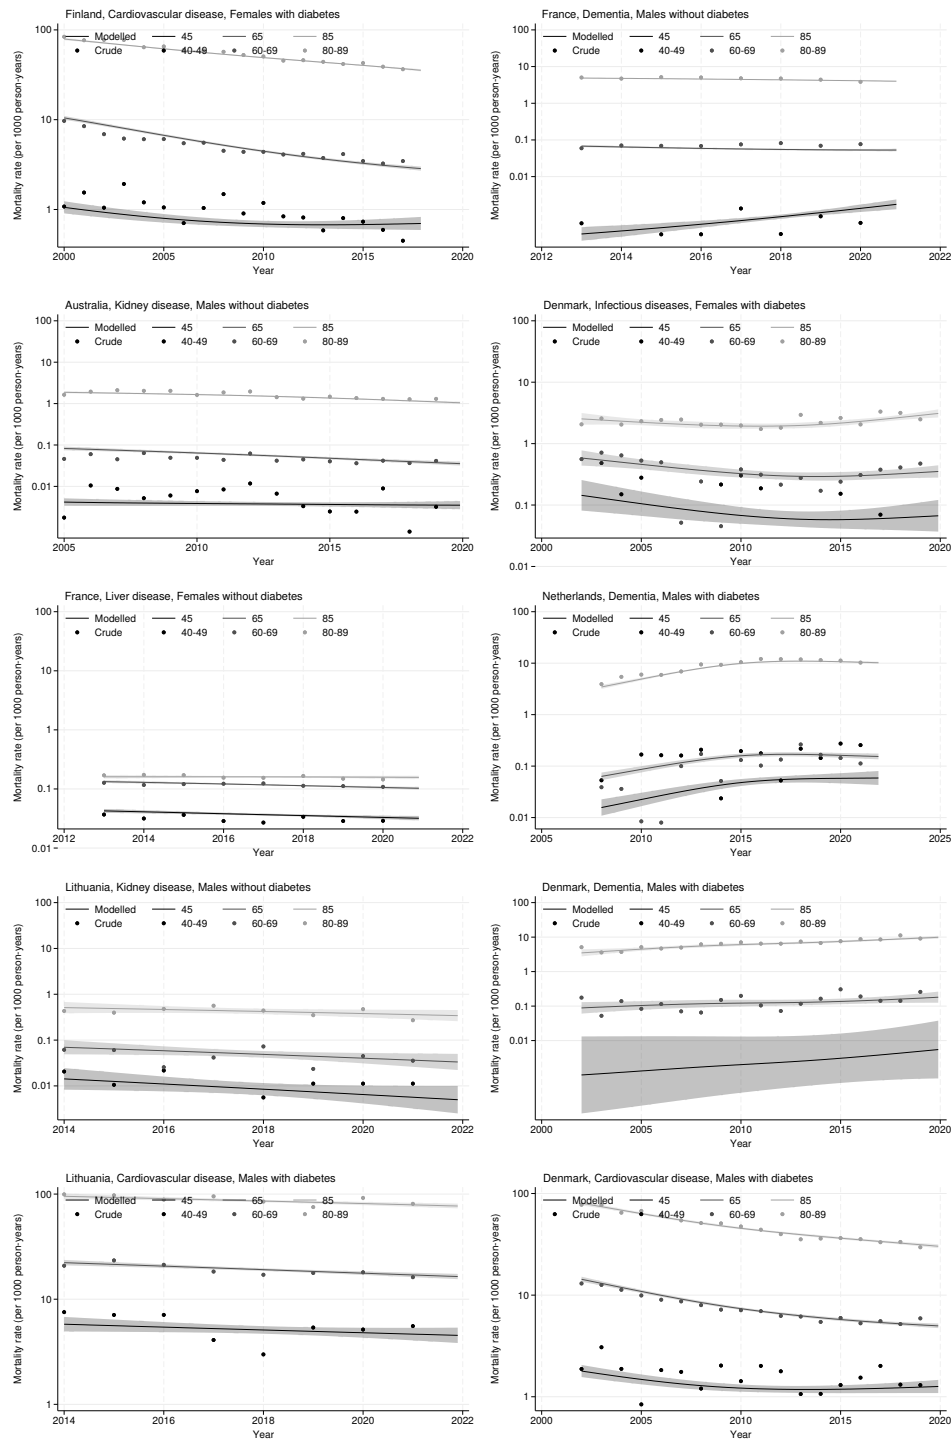 Finland, Cardiovascular disease, Females with diabetes
Mortality rate (per 1000 person-years)
100
10
1
Modelled 45 65 85
Crude 40-49 60-69 80-89
2000 2005 2010 2015 2020
Year
France, Dementia, Males without diabetes
Mortality rate (per 1000 person-years)
100
10
1
0.1
0.01
Modelled 45 65 85
Crude 40-49 60-69 80-89
2012 2014 2016 2018 2020 2022
Year
Australia, Kidney disease, Males without diabetes
Mortality rate (per 1000 person-years)
100
10
1
0.1
0.01
Modelled 45 65 85
Crude 40-49 60-69 80-89
2005 2010 2015 2020
Year
Denmark, Infectious diseases, Females with diabetes
Mortality rate (per 1000 person-years)
100
10
1
0.1
0.01
Modelled 45 65 85
Crude 40-49 60-69 80-89
2000 2005 2010 2015 2020
Year
France, Liver disease, Females without diabetes
Mortality rate (per 1000 person-years)
100
10
1
0.1
0.01
Modelled 45 65 85
Crude 40-49 60-69 80-89
2012 2014 2016 2018 2020 2022
Year
Netherlands, Dementia, Males with diabetes
Mortality rate (per 1000 person-years)
100
10
1
0.1
0.01
Modelled 45 65 85
Crude 40-49 60-69 80-89
2005 2010 2015 2020 2025
Year
Lithuania, Kidney disease, Males without diabetes
Mortality rate (per 1000 person-years)
100
10
1
0.1
0.01
Modelled 45 65 85
Crude 40-49 60-69 80-89
2014 2016 2018 2020 2022
Year
Denmark, Dementia, Males with diabetes
Mortality rate (per 1000 person-years)
100
10
1
0.1
0.01
Modelled 45 65 85
Crude 40-49 60-69 80-89
2000 2005 2010 2015 2020
Year
Lithuania, Cardiovascular disease, Males with diabetes
Mortality rate (per 1000 person-years)
100
10
1
Modelled 45 65 85
Crude 40-49 60-69 80-89
2014 2016 2018 2020 2022
Year
Denmark, Cardiovascular disease, Males with diabetes
Mortality rate (per 1000 person-years)
100
10
1
Modelled 45 65 85
Crude 40-49 60-69 80-89
2000 2005 2010 2015 2020
Year